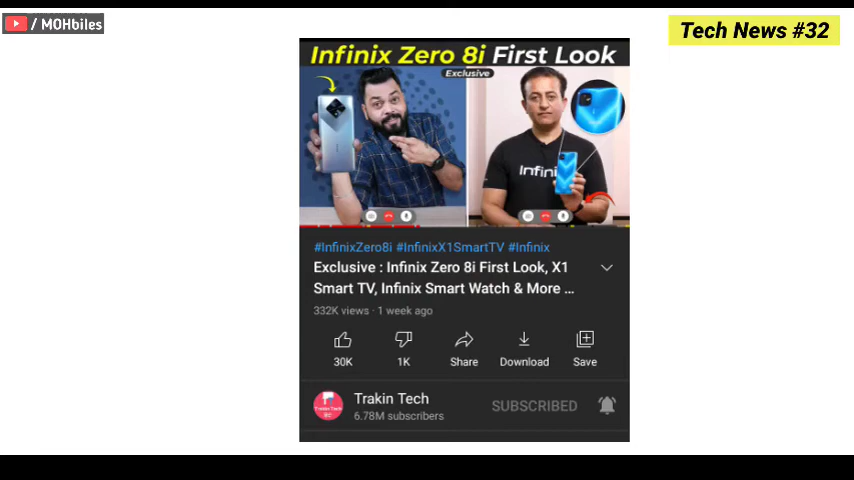 / MOHbiles
Tech News #32
Infinix Zero 8i First Look
Exclusive
Infini
#InfinixZero8i #InfinixX1SmartTV #Infinix
Exclusive : Infinix Zero 8i First Look, X1
Smart TV, Infinix Smart Watch & More ...
332K views · 1 week ago
30K
1K
Share
Download
Save
Trakin Tech
Trakin Tech
6.78M subscribers
SUBSCRIBED